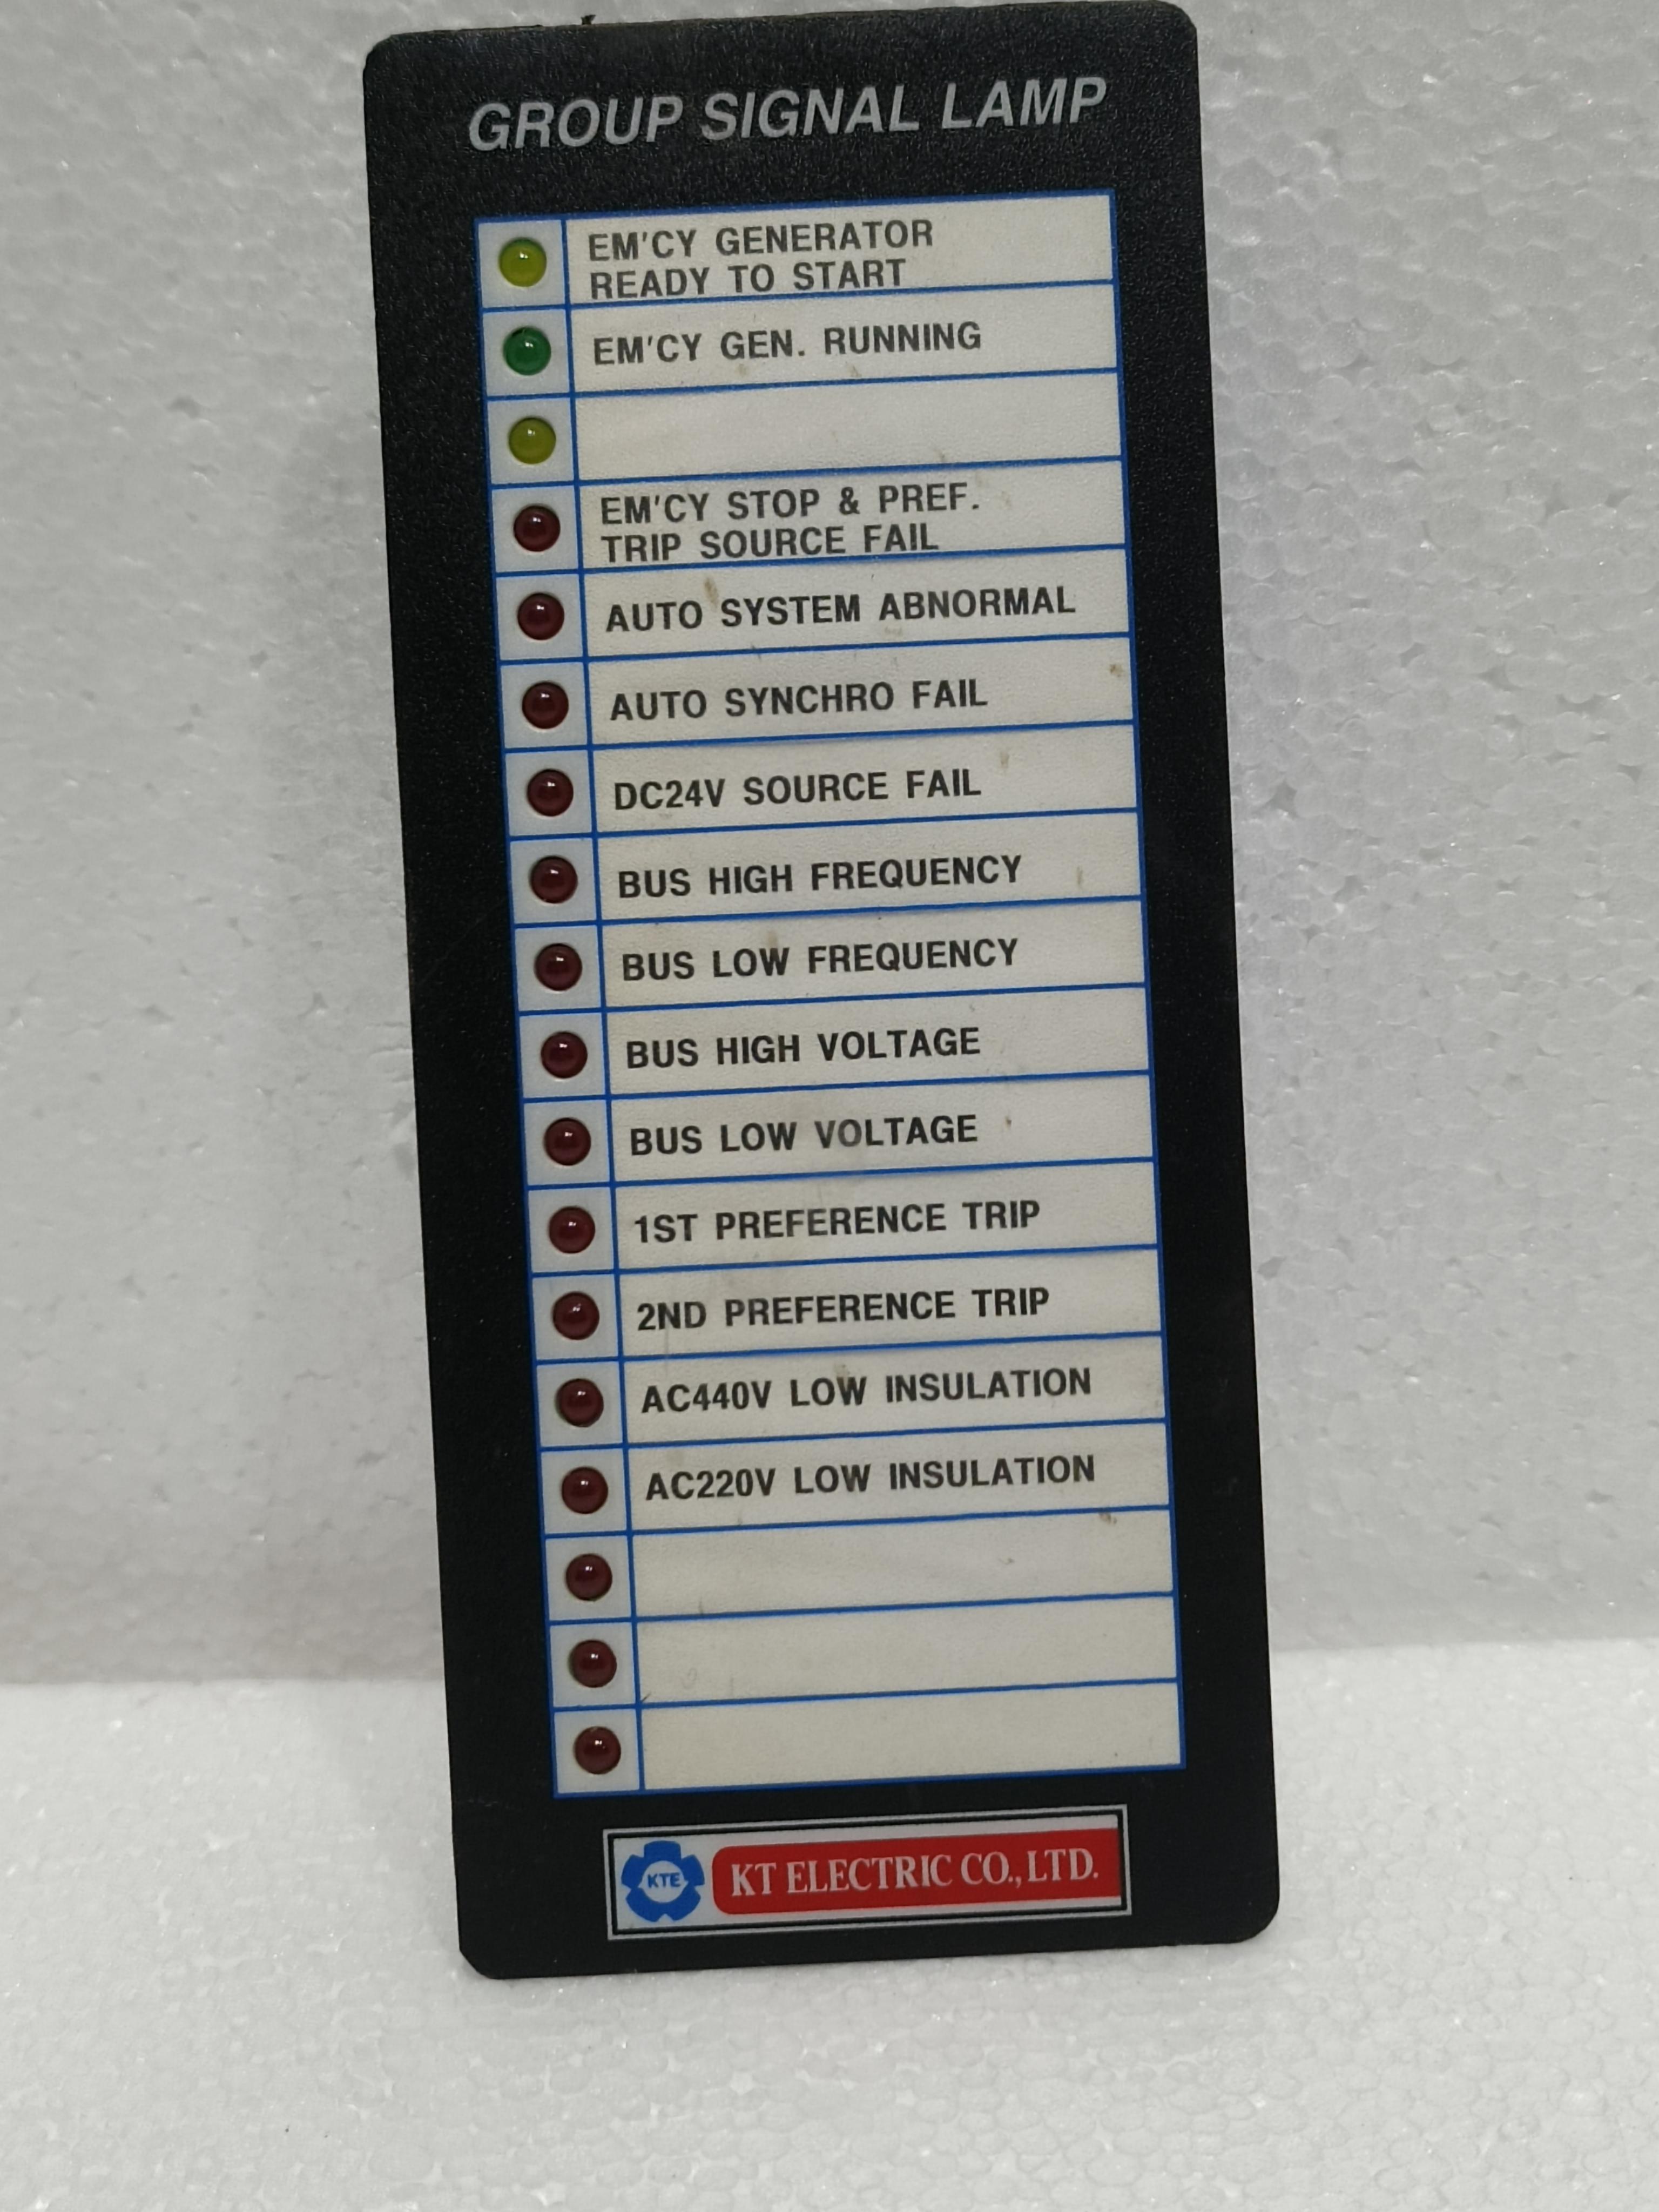 GROUP SIGNAL LAMP
EM'CY GENERATOR
READY TO START
EM'CY GEN. RUNNING
EM'CY STOP & PREF.
TRIP SOURCE FAIL
AUTO SYSTEM ABNORMAL
AUTO SYNCHRO FAIL
DC24V SOURCE FAIL
BUS HIGH FREQUENCY
BUS LOW FREQUENCY
BUS HIGH VOLTAGE
BUS LOW VOLTAGE
1ST PREFERENCE TRIP
2ND PREFERENCE TRIP
AC440V LOW INSULATION
AC220V LOW INSULATION
KTE KT ELECTRIC CO., LTD.